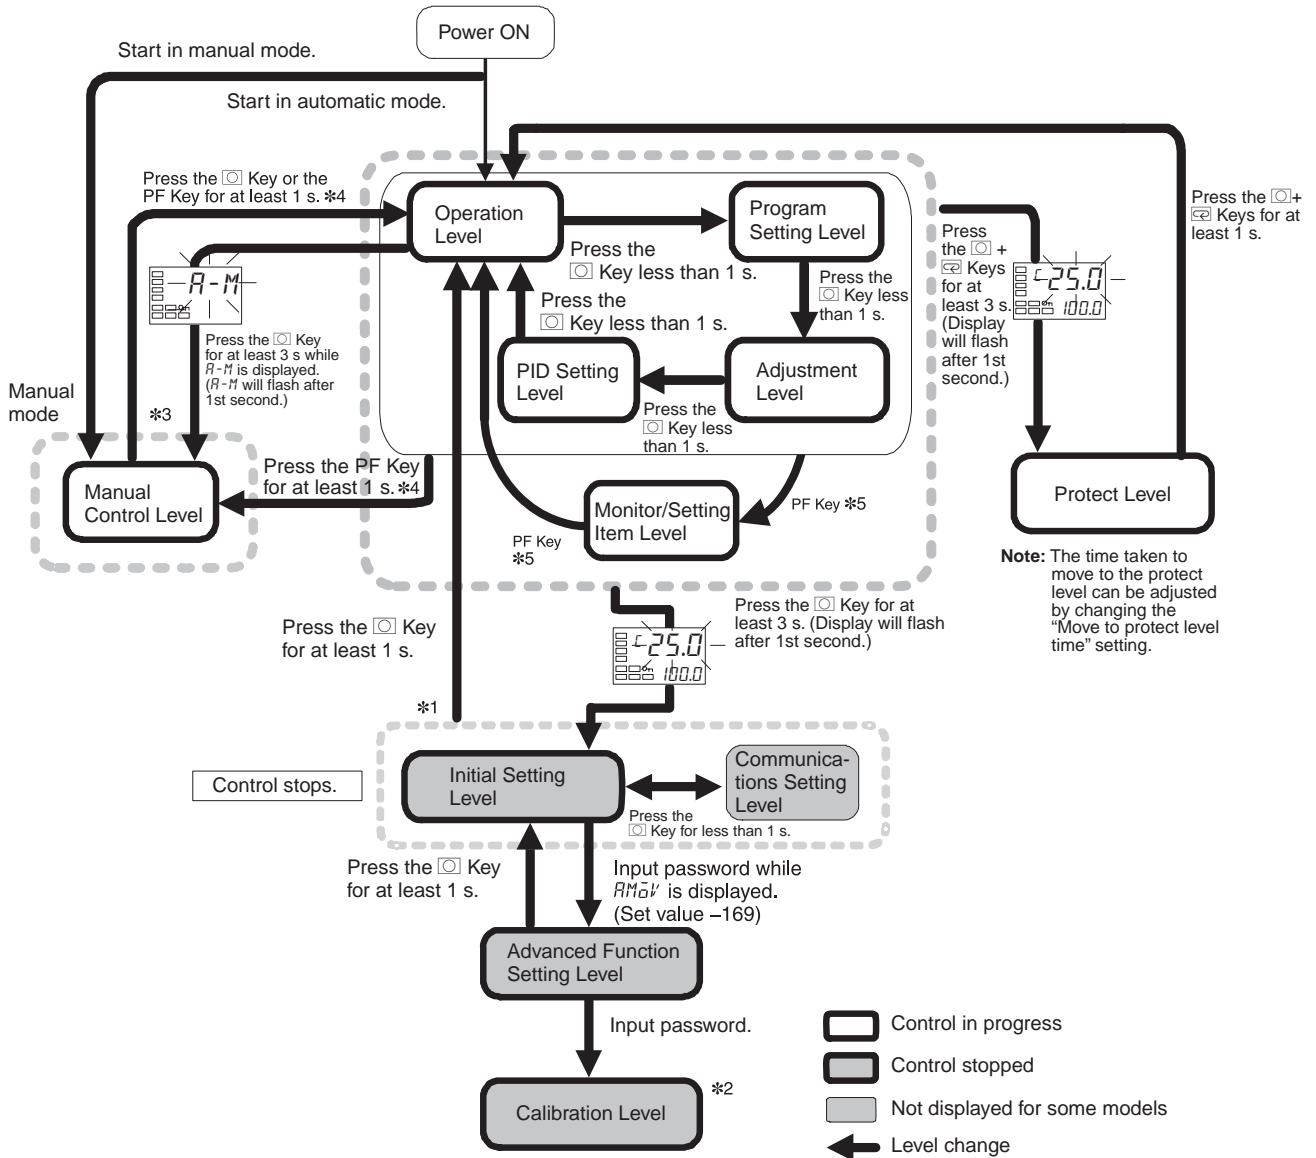 Power ON
Start in manual mode.
Start in automatic mode.
Press the Key or the
PF Key for at least 1 s. *4
Operation
Level
Program
Setting Level
Press the
Key less than 1 s.
Press the
Key less than 1 s.
Press the
Key less
than 1 s.
PID Setting
Level
Adjustment
Level
Press the
Key less
than 1 s.
A-M
Press the Key
for at least 3 s while
A-M is displayed.
(A-M will flash after
1st second.)
Manual
mode
*3
Manual
Control Level
Press the PF Key
for at least 1 s. *4
Monitor/Setting
Item Level
PF Key *5
PF Key
*5
Press
the +
Keys
for at
least 3 s.
(Display
will flash
after 1st
second.)
C 25.0
100.0
Press the +
Keys for at
least 1 s.
Protect Level
Note: The time taken to
move to the protect
level can be adjusted
by changing the
“Move to protect level
time” setting.
Press the Key
for at least 1 s.
Press the Key for at
least 3 s. (Display will flash
after 1st second.)
C 25.0
100.0
*1
Control stops.
Initial Setting
Level
Communica-
tions Setting
Level
Press the
Key for less than 1 s.
Press the Key
for at least 1 s.
Input password while
AMoV is displayed.
(Set value –169)
Advanced Function
Setting Level
Input password.
Calibration Level
*2
Control in progress
Control stopped
Not displayed for some models
Level change